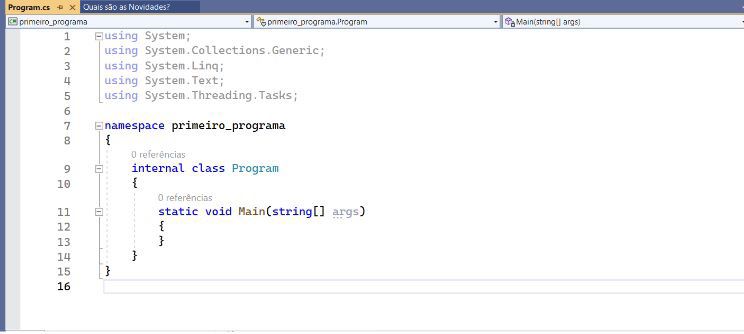 Program.cs Quais são as Novidades?
primeiro_programa primeiro_programa.Program Main(string[] args)
1 using System;
2 using System.Collections.Generic;
3 using System.Linq;
4 using System.Text;
5 using System.Threading.Tasks;
6
7 namespace primeiro_programa
8 {
0 referências
9 internal class Program
10 {
0 referências
11 static void Main(string[] args)
12 {
13 }
14 }
15 }
16